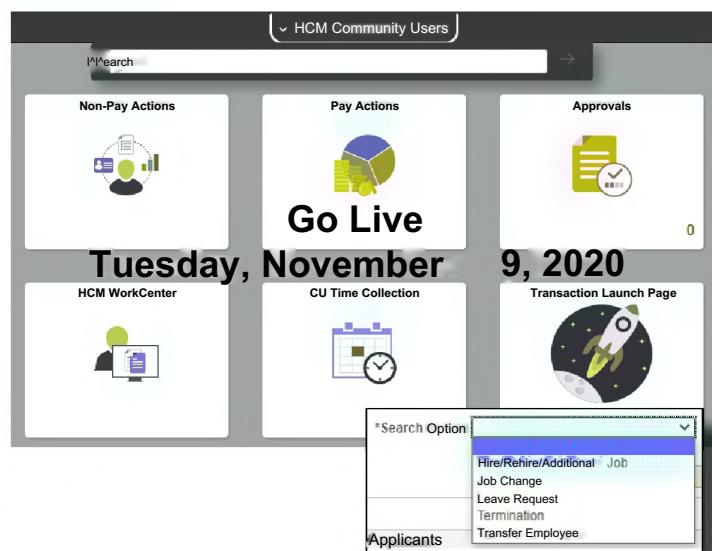 HCM Community Users
Non-Pay Actions
Pay Actions
Approvals
Go Live
0
Tuesday, November 9, 2020
HCM WorkCenter
CU Time Collection
Transaction Launch Page
*Search Option
Hire/Rehire/Additional Job
Job Change
Leave Request
Termination
Transfer Employee
Applicants